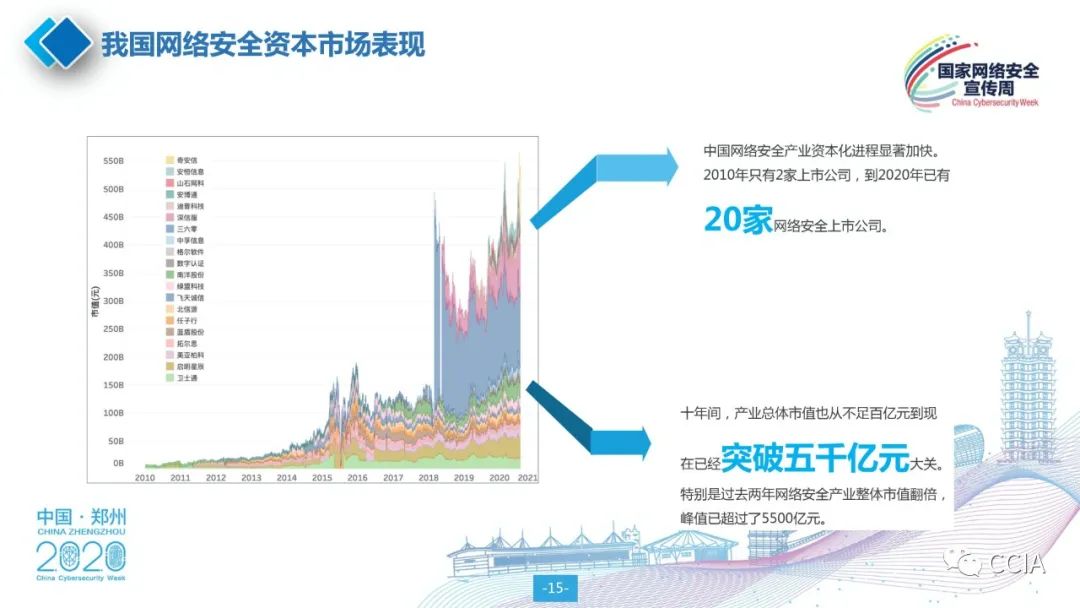 我国网络安全资本市场表现
国家网络安全
宣传周
China Cybersecurity Week
550B
500B
450B
400B
350B
300B
250B
200B
150B
100B
50B
0B
市值(元)
奇安信
安恒信息
山石网科
安博通
迪普科技
深信服
三六零
中孚信息
格尔软件
数字认证
南洋股份
绿盟科技
飞天诚信
北信源
任子行
蓝盾股份
拓尔思
美亚柏科
启明星辰
卫士通
2010 2011 2012 2013 2014 2015 2016 2017 2018 2019 2020 2021
中国网络安全产业资本化进程显著加快。
2010年只有2家上市公司，到2020年已有
20家网络安全上市公司。
十年间，产业总体市值也从不足百亿元到现
在已经突破五千亿元大关。
特别是过去两年网络安全产业整体市值翻倍，
峰值已超过了5500亿元。
中国·郑州
CHINA ZHENGZHOU
2020
China Cybersecurity Week
-15-
CCIA